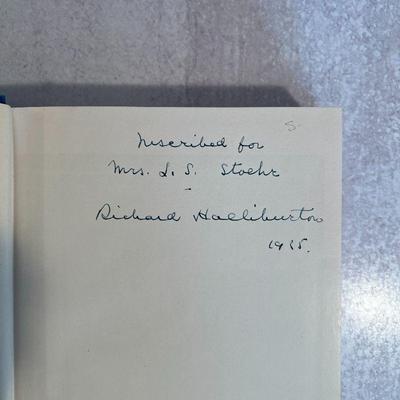 S-
Inscribed for
Mrs. L. S. Stoehr
-
Richard Halliburton
1935.